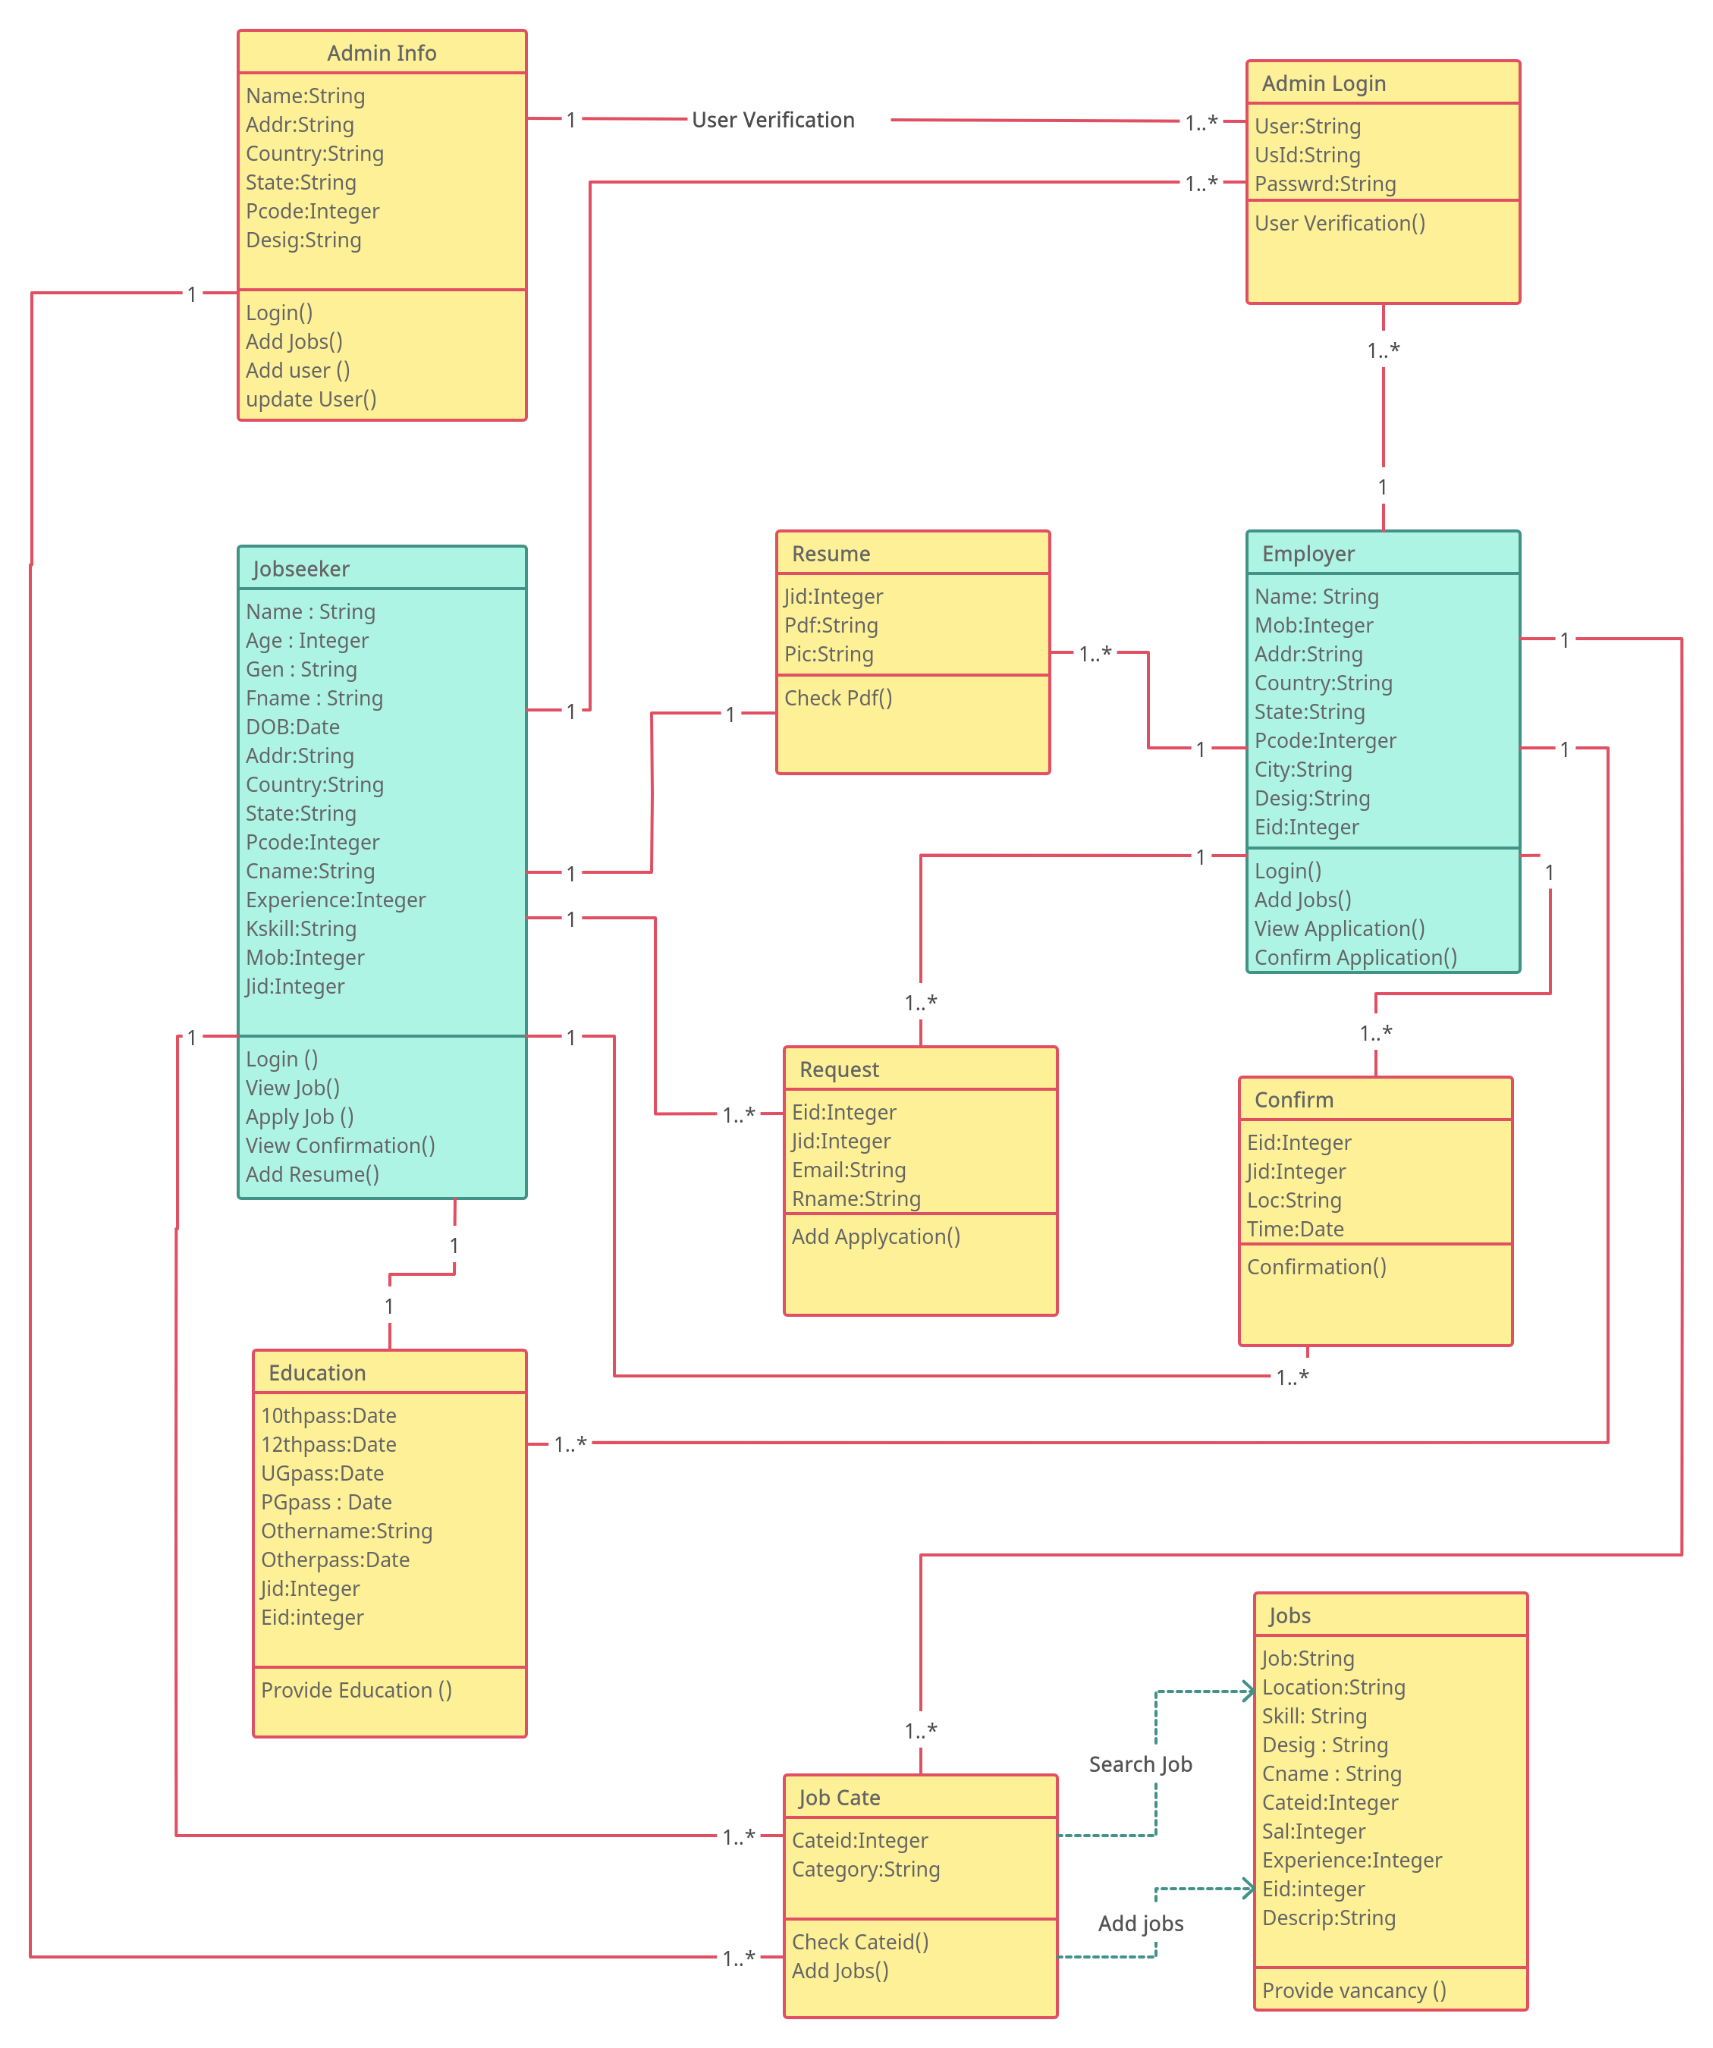 Admin Info
Name:String
Addr:String
Country:String
State:String
Pcode:Integer
Desig:String
Login()
Add Jobs()
Add user ()
update User()
1
User Verification
1..*
1..*
1
Admin Login
User:String
UsId:String
Passwrd:String
User Verification()
1..*
1
Jobseeker
Name : String
Age : Integer
Gen : String
Fname : String
DOB:Date
Addr:String
Country:String
State:String
Pcode:Integer
Cname:String
Experience:Integer
Kskill:String
Mob:Integer
Jid:Integer
Login ()
View Job()
Apply Job ()
View Confirmation()
Add Resume()
1
1
1
1
1
1
Resume
Jid:Integer
Pdf:String
Pic:String
Check Pdf()
1..*
1
1
Employer
Name: String
Mob:Integer
Addr:String
Country:String
State:String
Pcode:Interger
City:String
Desig:String
Eid:Integer
Login()
Add Jobs()
View Application()
Confirm Application()
1
1
1
1..*
1..*
1..*
Request
Eid:Integer
Jid:Integer
Email:String
Rname:String
Add Applycation()
Confirm
Eid:Integer
Jid:Integer
Loc:String
Time:Date
Confirmation()
1..*
1
1
Education
10thpass:Date
12thpass:Date
UGpass:Date
PGpass : Date
Othername:String
Otherpass:Date
Jid:Integer
Eid:integer
Provide Education ()
1..*
1..*
1..*
1..*
Job Cate
Cateid:Integer
Category:String
Check Cateid()
Add Jobs()
Search Job
Add jobs
Jobs
Job:String
Location:String
Skill: String
Desig : String
Cname : String
Cateid:Integer
Sal:Integer
Experience:Integer
Eid:integer
Descrip:String
Provide vancancy ()